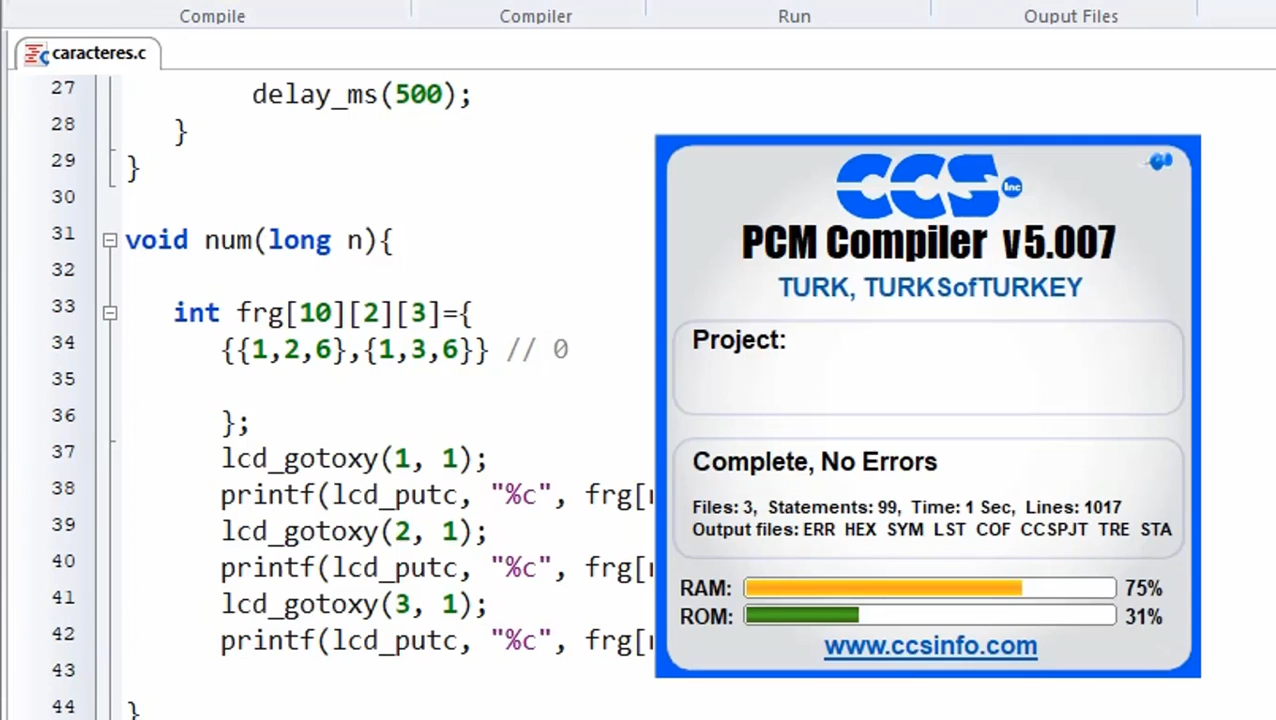 Compile Compiler Run Ouput Files
caracteres.c
27 delay_ms(500);
28 }
29 }
30
31 void num(long n){
32
33 int frg[10][2][3]={
34 {{1,2,6},{1,3,6}} // 0
35
36 };
37 lcd_gotoxy(1, 1);
38 printf(lcd_putc, "%c", frg[
39 lcd_gotoxy(2, 1);
40 printf(lcd_putc, "%c", frg[
41 lcd_gotoxy(3, 1);
42 printf(lcd_putc, "%c", frg[
43
44 }
CCS Inc
PCM Compiler v5.007
TURK, TURKSofTURKEY
Project:
Complete, No Errors
Files: 3, Statements: 99, Time: 1 Sec, Lines: 1017
Output files: ERR HEX SYM LST COF CCSPJT TRE STA
RAM: 75%
ROM: 31%
www.ccsinfo.com